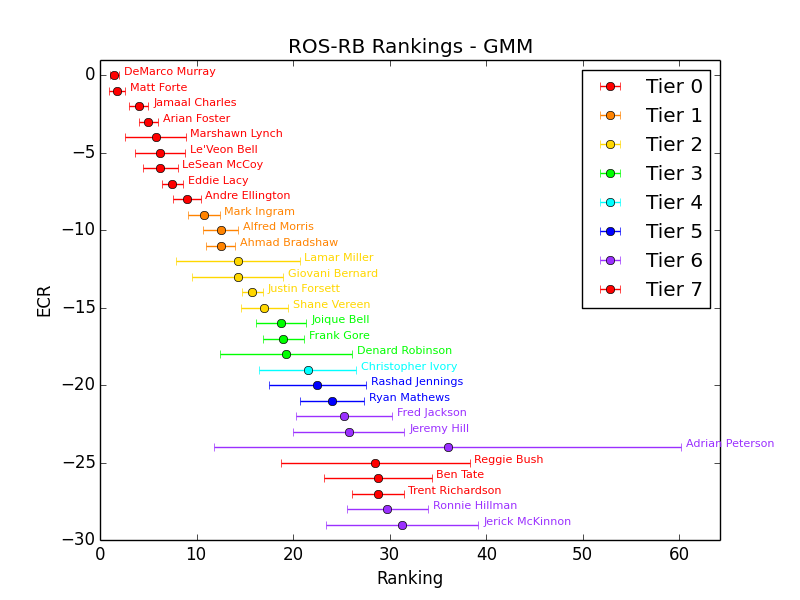 ROS-RB Rankings - GMM
DeMarco Murray
Matt Forte
Jamaal Charles
Arian Foster
Marshawn Lynch
Le'Veon Bell
LeSean McCoy
Eddie Lacy
Andre Ellington
Mark Ingram
Alfred Morris
Ahmad Bradshaw
Lamar Miller
Giovani Bernard
Justin Forsett
Shane Vereen
Joique Bell
Frank Gore
Denard Robinson
Christopher Ivory
Rashad Jennings
Ryan Mathews
Fred Jackson
Jeremy Hill
Adrian Peterson
Reggie Bush
Ben Tate
Trent Richardson
Ronnie Hillman
Jerick McKinnon
Tier 0
Tier 1
Tier 2
Tier 3
Tier 4
Tier 5
Tier 6
Tier 7
ECR
0
−5
−10
−15
−20
−25
−30
0 10 20 30 40 50 60
Ranking